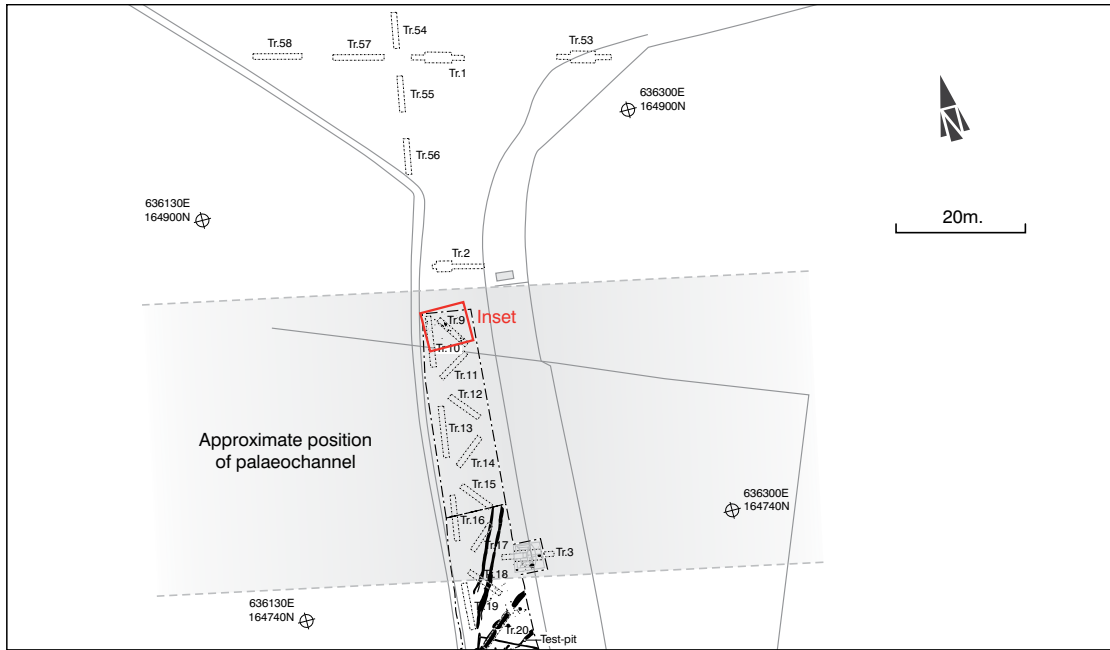 Tr.54
Tr.58
Tr.57
Tr.53
Tr.1
636300E
164900N
N
Tr.55
Tr.56
636130E
164900N
20m.
Tr.2
Tr.9
Inset
Tr.10
Tr.11
Tr.12
Tr.13
Approximate position
of palaeochannel
Tr.14
Tr.15
636300E
164740N
Tr.16
Tr.17
Tr.3
Tr.18
636130E
164740N
Tr.19
Tr.20
Test-pit